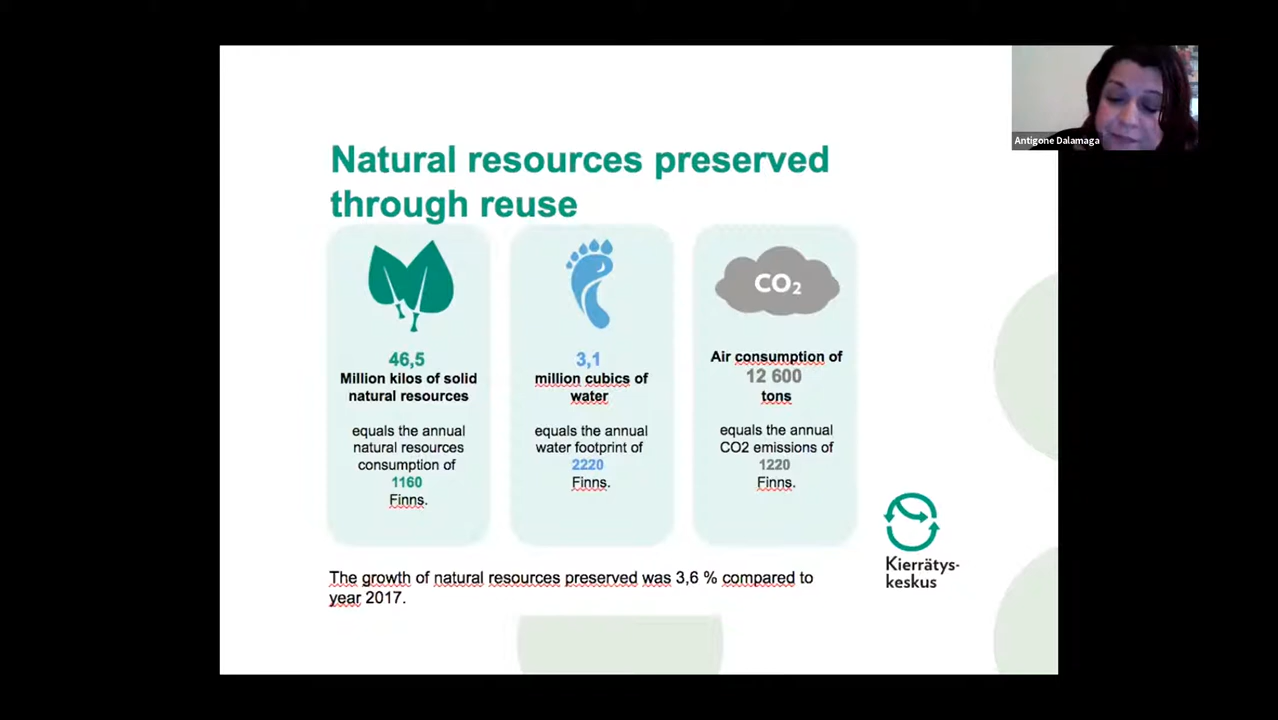 Antigone Dalamaga
Natural resources preserved
through reuse
46,5
Million kilos of solid
natural resources
equals the annual
natural resources
consumption of
1160
Finns.
3,1
million cubics of
water
equals the annual
water footprint of
2220
Finns.
CO2
Air consumption of
12 600
tons
equals the annual
CO2 emissions of
1220
Finns.
Kierrätys-
keskus
The growth of natural resources preserved was 3,6 % compared to
year 2017.